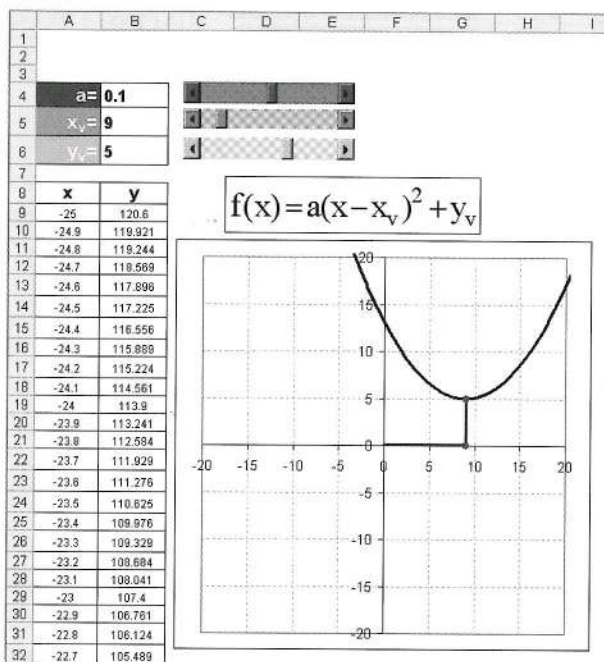 A B C D E F G H I
1
2
3
4 a= 0.1
5 xᵥ= 9
6 yᵥ= 5
7
8 x y
9 -25 120.6
10 -24.9 119.921
11 -24.8 119.244
12 -24.7 118.569
13 -24.6 117.896
14 -24.5 117.225
15 -24.4 116.556
16 -24.3 115.889
17 -24.2 115.224
18 -24.1 114.561
19 -24 113.9
20 -23.9 113.241
21 -23.8 112.584
22 -23.7 111.929
23 -23.6 111.276
24 -23.5 110.625
25 -23.4 109.976
26 -23.3 109.329
27 -23.2 108.684
28 -23.1 108.041
29 -23 107.4
30 -22.9 106.761
31 -22.8 106.124
32 -22.7 105.489
f(x)=a(x-xᵥ)²+yᵥ
20
15
10
5
0
-20 -15 -10 -5 0 5 10 15 20
-5
-10
-15
-20